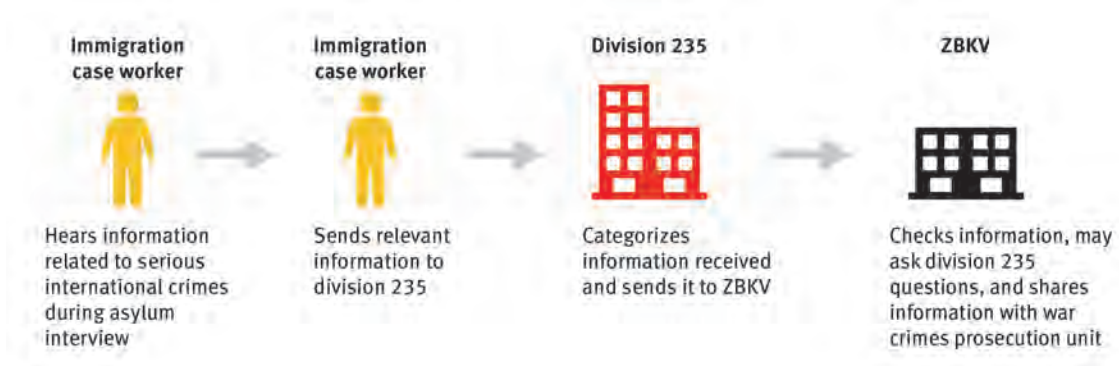 Immigration
case worker
Hears information
related to serious
international crimes
during asylum
interview
Immigration
case worker
Sends relevant
information to
division 235
Division 235
Categorizes
information received
and sends it to ZBKV
ZBKV
Checks information, may
ask division 235
questions, and shares
information with war
crimes prosecution unit